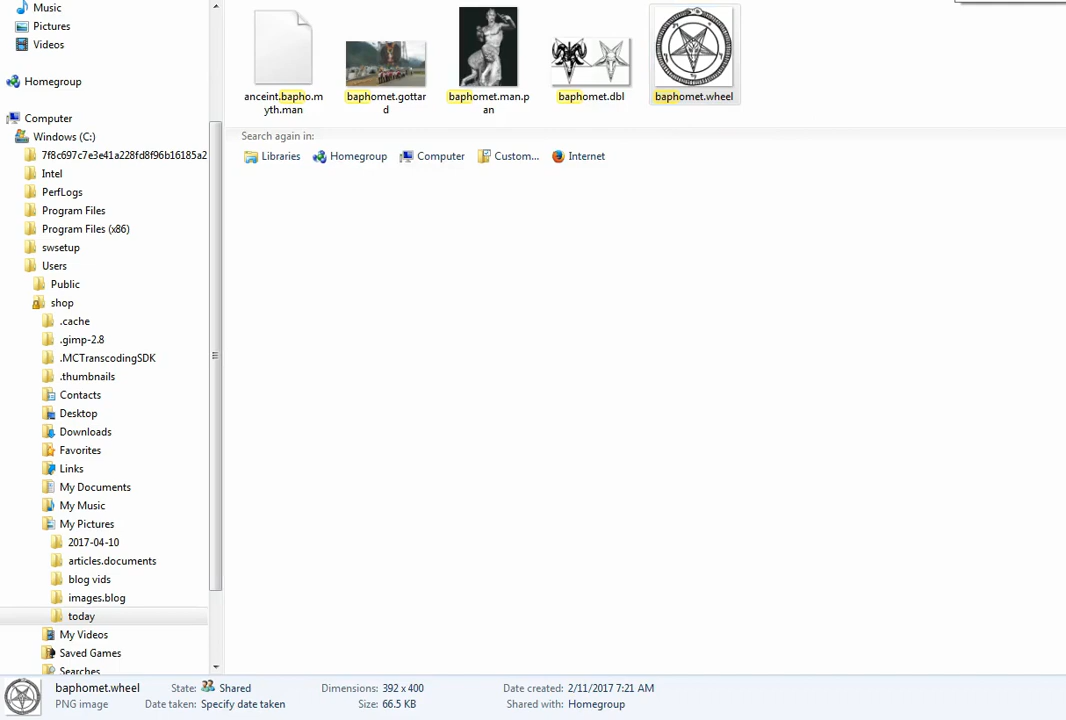 Music
Pictures
Videos
Homegroup
Computer
Windows (C:)
7f8c697c7e3e41a228fd8f96b16185a2
Intel
PerfLogs
Program Files
Program Files (x86)
swsetup
Users
Public
shop
.cache
.gimp-2.8
.MCTranscodingSDK
.thumbnails
Contacts
Desktop
Downloads
Favorites
Links
My Documents
My Music
My Pictures
2017-04-10
articles.documents
blog vids
images.blog
today
My Videos
Saved Games
Searches
anceint.bapho.m
yth.man
baphomet.gottar
d
baphomet.man.p
an
baphomet.dbl
baphomet.wheel
Search again in:
Libraries Homegroup Computer Custom... Internet
baphomet.wheel State: Shared Dimensions: 392 x 400 Date created: 2/11/2017 7:21 AM
PNG image Date taken: Specify date taken Size: 66.5 KB Shared with: Homegroup